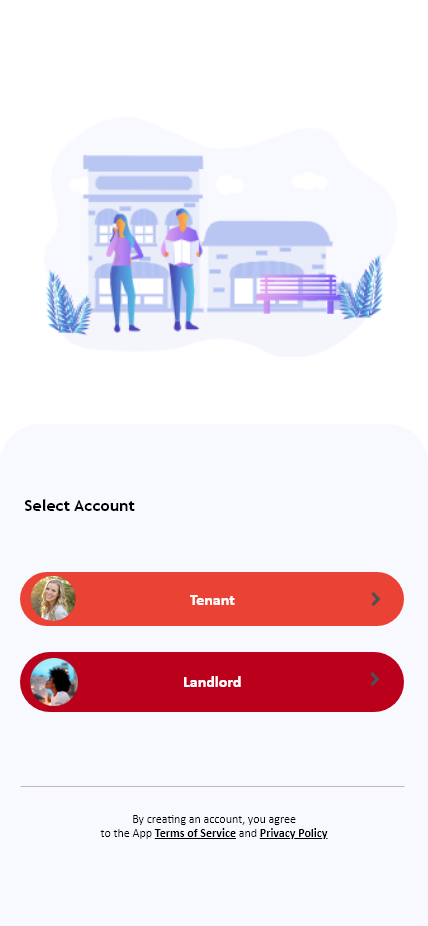 Select Account
Tenant
Landlord
By creating an account, you agree
to the App Terms of Service and Privacy Policy